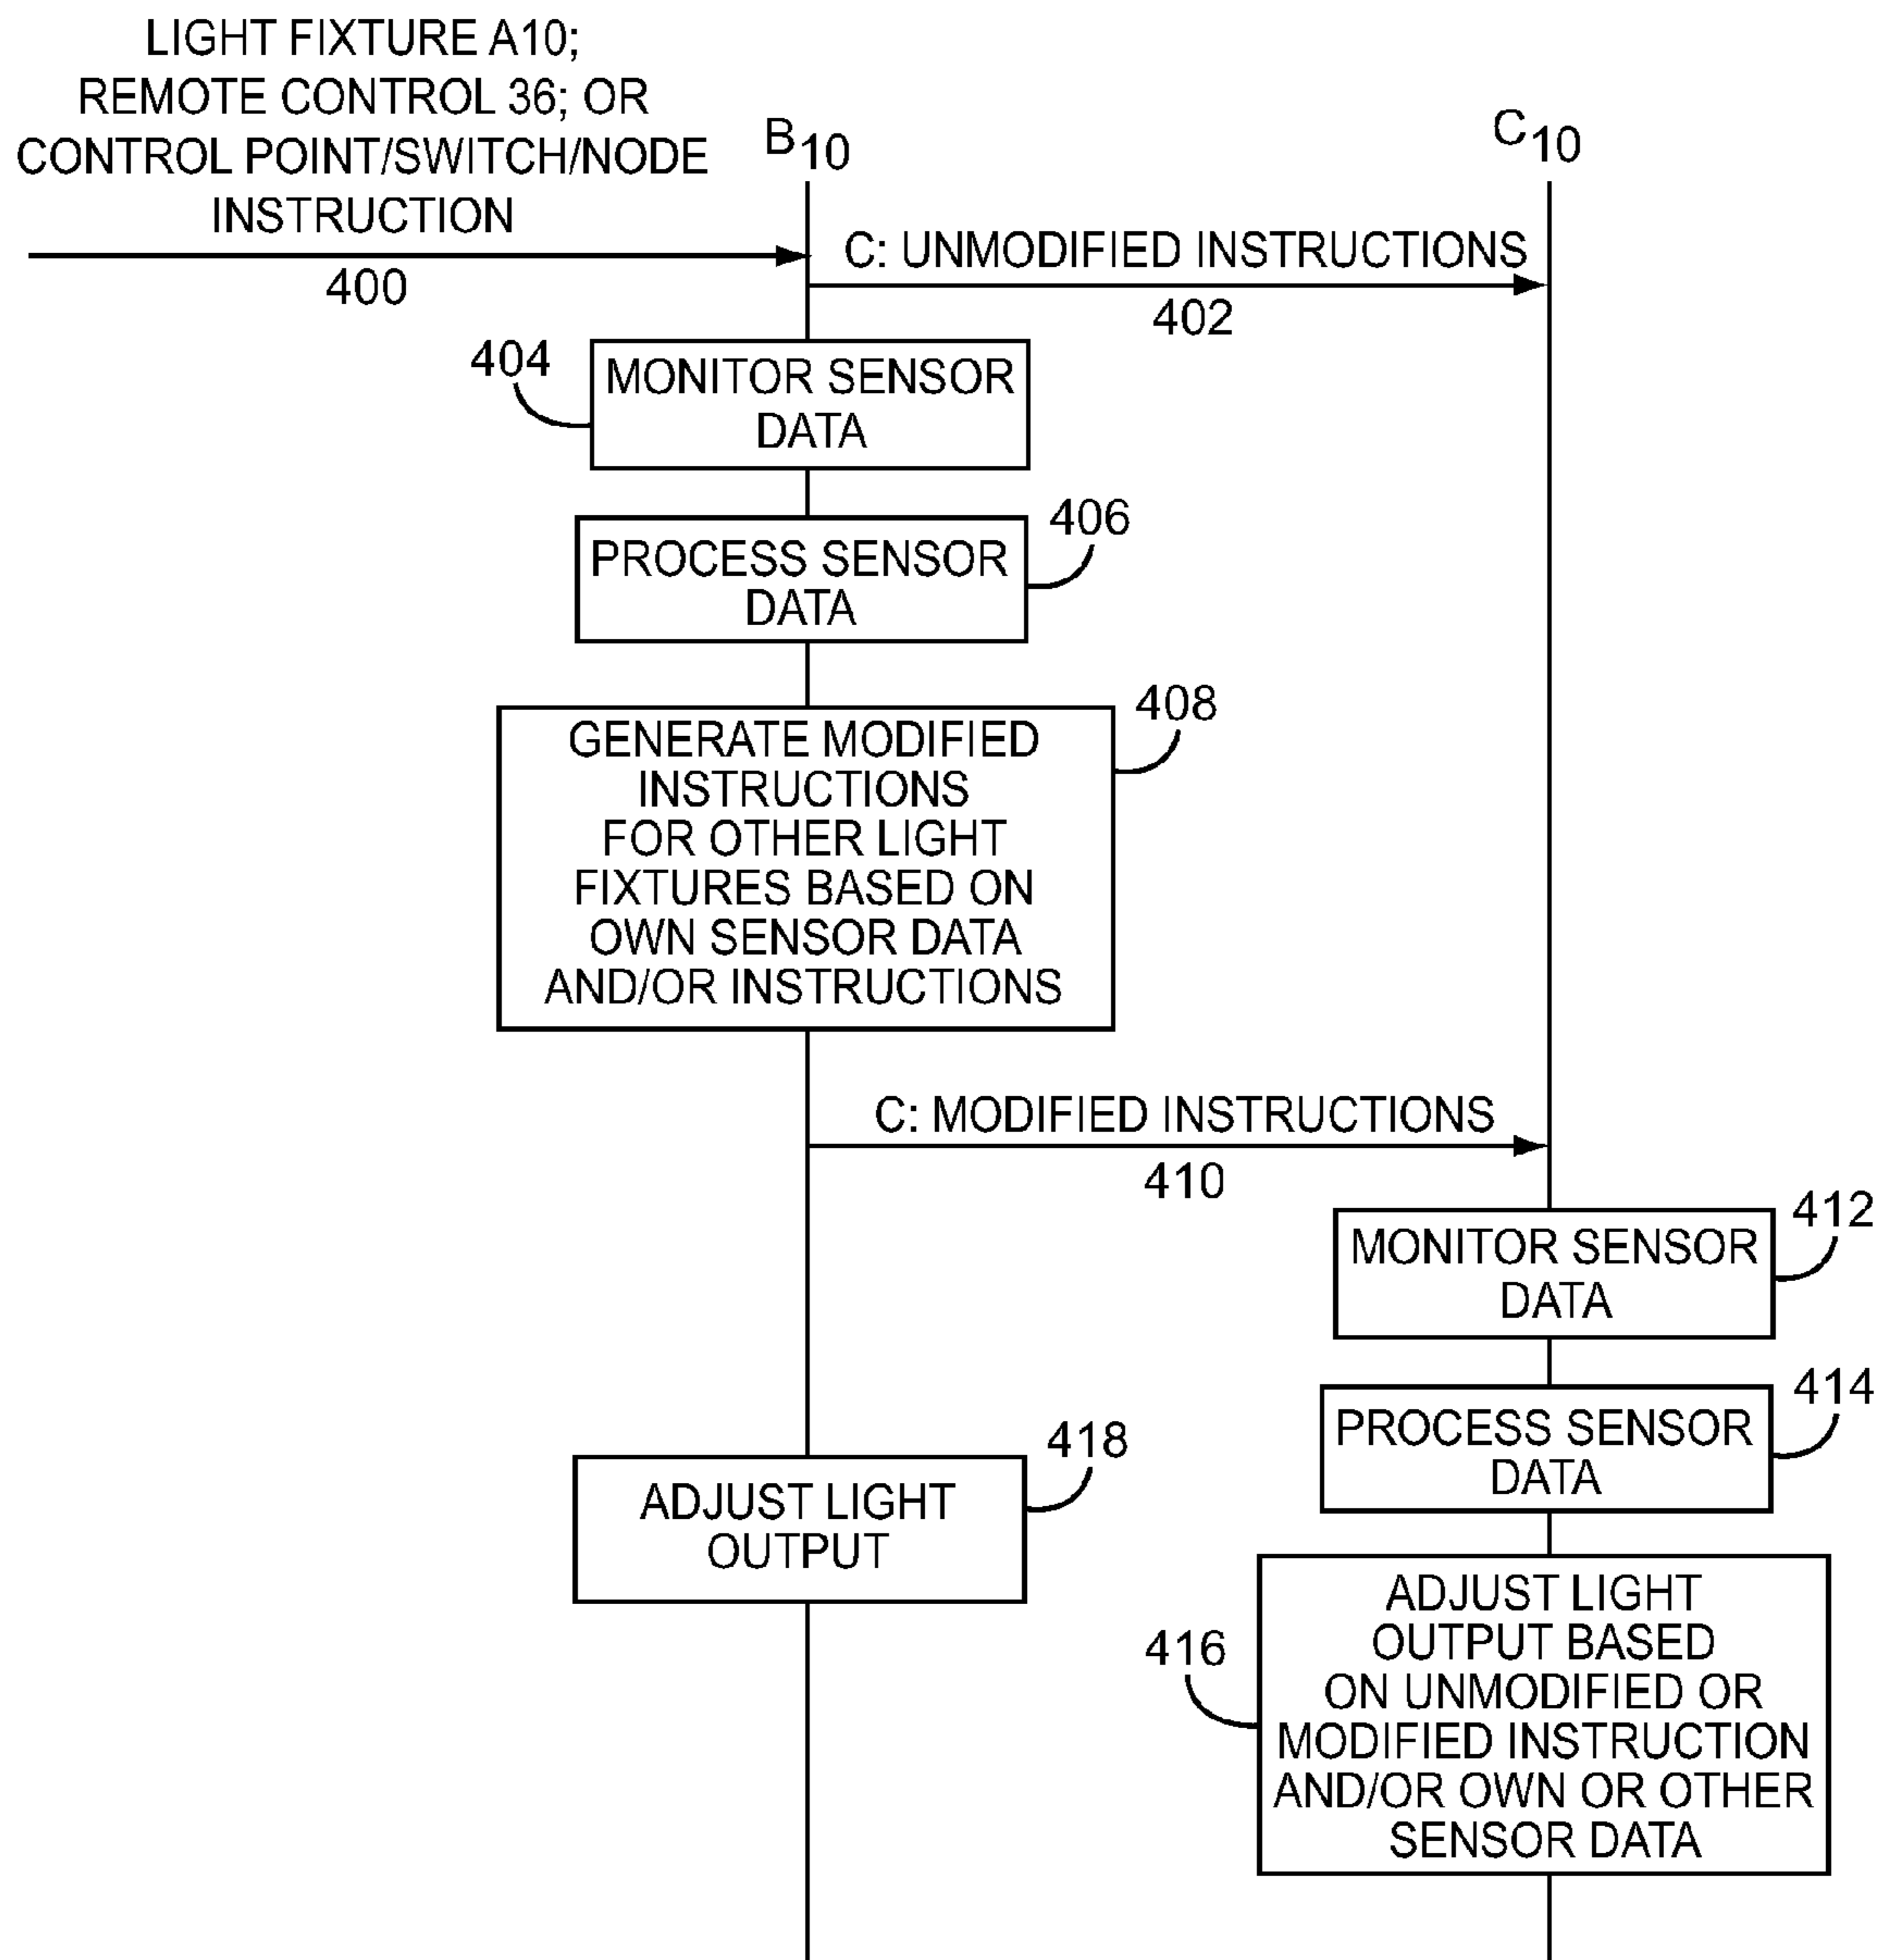 LIGHT FIXTURE A10;
REMOTE CONTROL 36; OR
CONTROL POINT/SWITCH/NODE
INSTRUCTION
400
B10
C10
C: UNMODIFIED INSTRUCTIONS
402
404
MONITOR SENSOR
DATA
406
PROCESS SENSOR
DATA
408
GENERATE MODIFIED
INSTRUCTIONS
FOR OTHER LIGHT
FIXTURES BASED ON
OWN SENSOR DATA
AND/OR INSTRUCTIONS
C: MODIFIED INSTRUCTIONS
410
412
MONITOR SENSOR
DATA
414
PROCESS SENSOR
DATA
418
ADJUST LIGHT
OUTPUT
416
ADJUST LIGHT
OUTPUT BASED
ON UNMODIFIED OR
MODIFIED INSTRUCTION
AND/OR OWN OR OTHER
SENSOR DATA